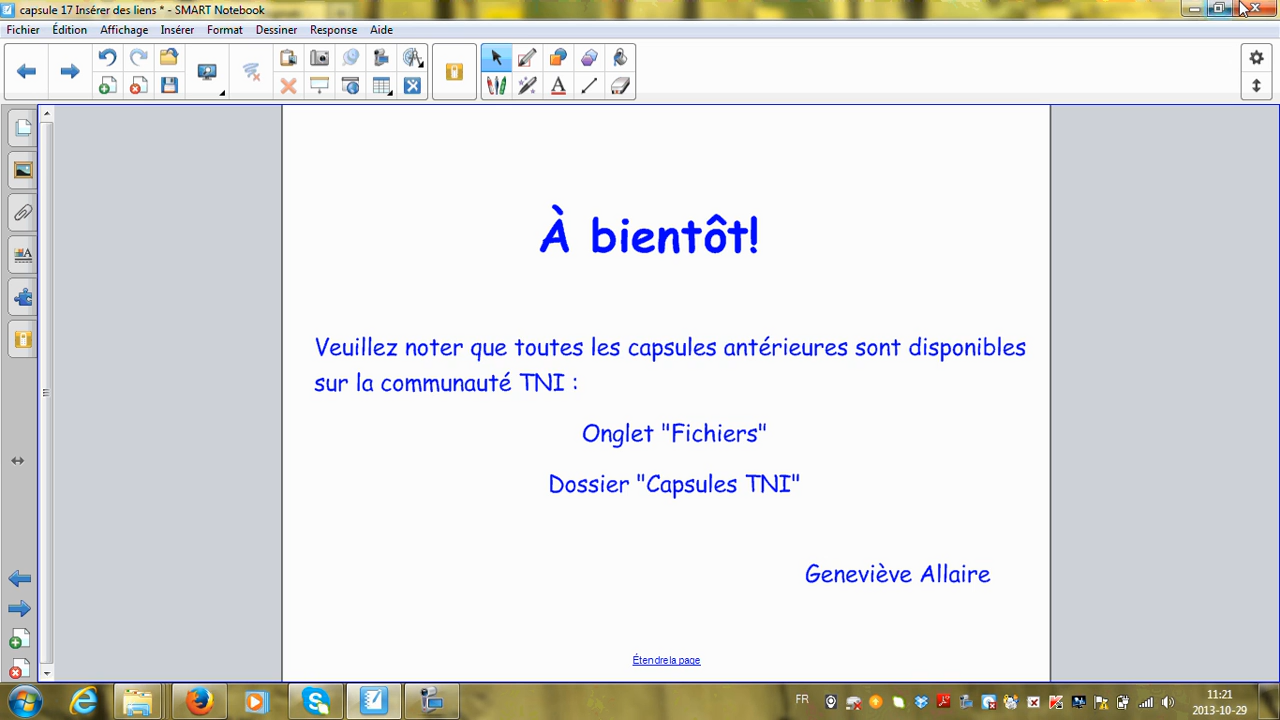 capsule 17 Insérer des liens * - SMART Notebook
Fichier Édition Affichage Insérer Format Dessiner Response Aide
À bientôt!
Veuillez noter que toutes les capsules antérieures sont disponibles
sur la communauté TNI :
Onglet "Fichiers"
Dossier "Capsules TNI"
Geneviève Allaire
Étendre la page
FR
11:21
2013-10-29